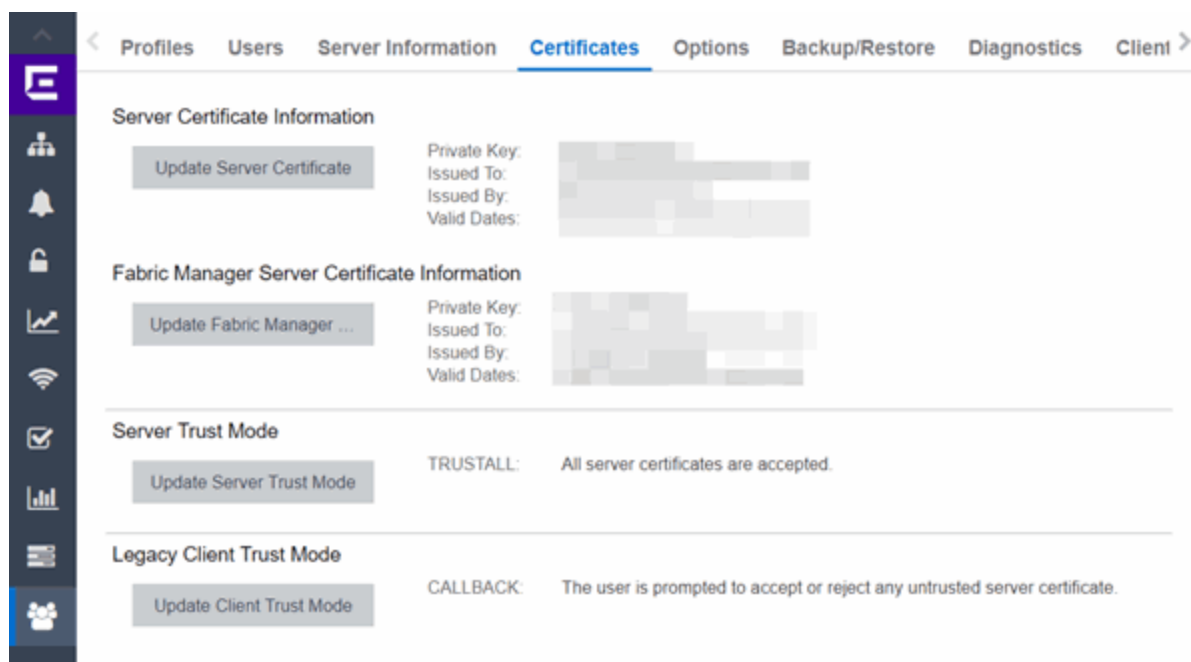 Profiles Users Server Information Certificates Options Backup/Restore Diagnostics Client
Server Certificate Information
Update Server Certificate
Private Key:
Issued To:
Issued By:
Valid Dates:
Fabric Manager Server Certificate Information
Update Fabric Manager ...
Private Key:
Issued To:
Issued By:
Valid Dates:
Server Trust Mode
Update Server Trust Mode
TRUSTALL: All server certificates are accepted.
Legacy Client Trust Mode
Update Client Trust Mode
CALLBACK: The user is prompted to accept or reject any untrusted server certificate.